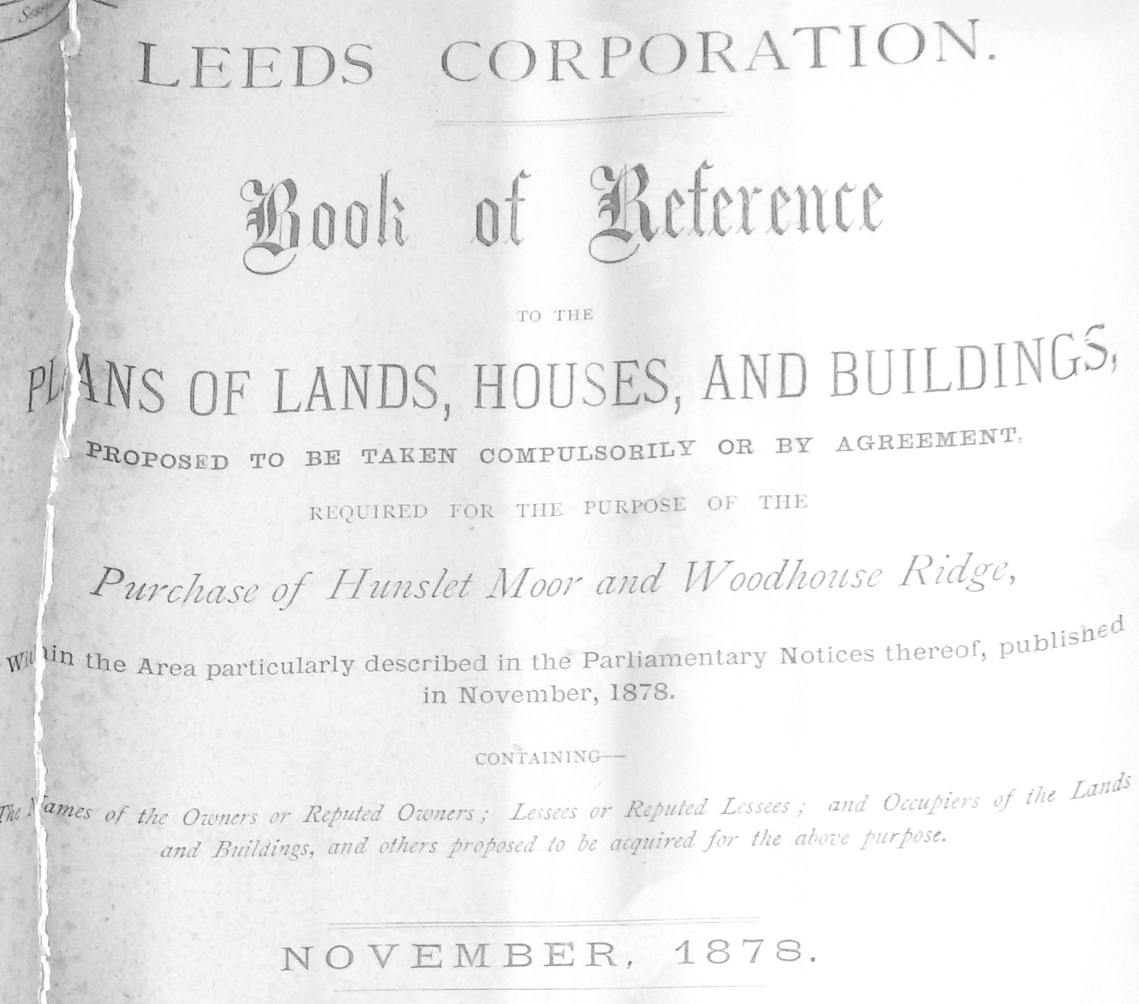 LEEDS CORPORATION.
Book of Reference
TO THE
PLANS OF LANDS, HOUSES, AND BUILDINGS,
PROPOSED TO BE TAKEN COMPULSORILY OR BY AGREEMENT,
REQUIRED FOR THE PURPOSE OF THE
Purchase of Hunslet Moor and Woodhouse Ridge,
Within the Area particularly described in the Parliamentary Notices thereof, published
in November, 1878.
CONTAINING—
The Names of the Owners or Reputed Owners; Lessees or Reputed Lessees; and Occupiers of the Lands
and Buildings, and others proposed to be acquired for the above purpose.
NOVEMBER, 1878.